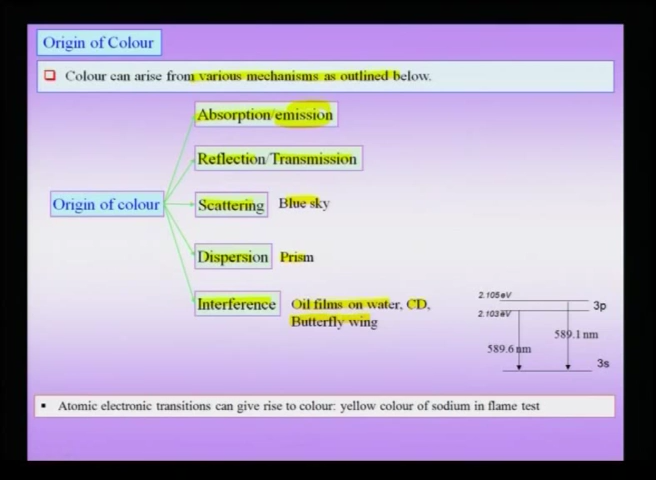 Origin of Colour
Colour can arise from various mechanisms as outlined below.
Absorption/emission
Reflection/Transmission
Origin of colour
Scattering
Blue sky
Dispersion
Prism
Interference
Oil films on water, CD,
Butterfly wing
2.105 eV
3p
2.103 eV
589.1 nm
589.6 nm
3s
Atomic electronic transitions can give rise to colour: yellow colour of sodium in flame test